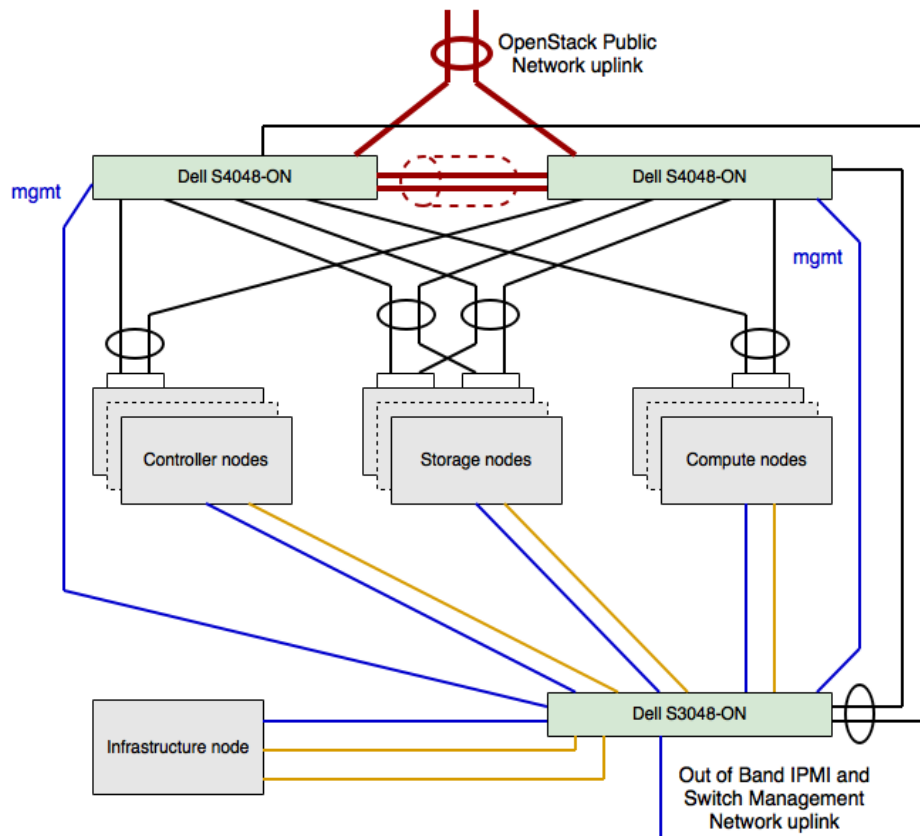 OpenStack Public
Network uplink
Dell S4048-ON
Dell S4048-ON
mgmt
mgmt
Controller nodes
Storage nodes
Compute nodes
Dell S3048-ON
Infrastructure node
Out of Band IPMI and
Switch Management
Network uplink